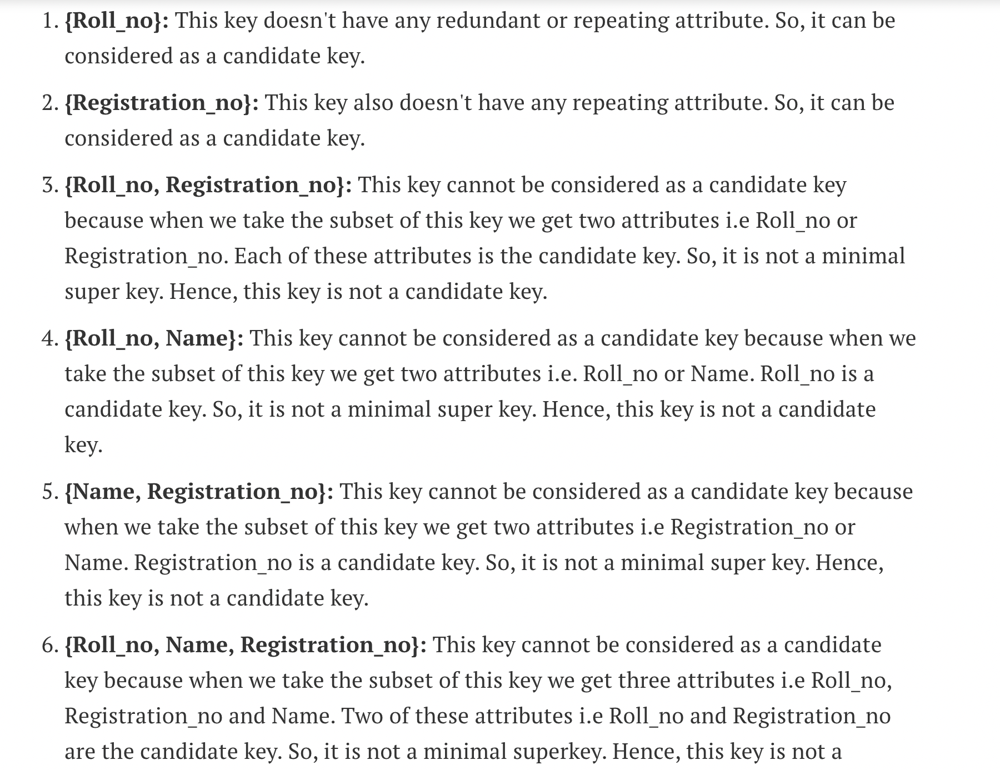 1. {Roll_no}: This key doesn't have any redundant or repeating attribute. So, it can be
considered as a candidate key.
2. {Registration_no}: This key also doesn't have any repeating attribute. So, it can be
considered as a candidate key.
3. {Roll_no, Registration_no}: This key cannot be considered as a candidate key
because when we take the subset of this key we get two attributes i.e Roll_no or
Registration_no. Each of these attributes is the candidate key. So, it is not a minimal
super key. Hence, this key is not a candidate key.
4. {Roll_no, Name}: This key cannot be considered as a candidate key because when we
take the subset of this key we get two attributes i.e. Roll_no or Name. Roll_no is a
candidate key. So, it is not a minimal super key. Hence, this key is not a candidate
key.
5. {Name, Registration_no}: This key cannot be considered as a candidate key because
when we take the subset of this key we get two attributes i.e Registration_no or
Name. Registration_no is a candidate key. So, it is not a minimal super key. Hence,
this key is not a candidate key.
6. {Roll_no, Name, Registration_no}: This key cannot be considered as a candidate
key because when we take the subset of this key we get three attributes i.e Roll_no,
Registration_no and Name. Two of these attributes i.e Roll_no and Registration_no
are the candidate key. So, it is not a minimal superkey. Hence, this key is not a